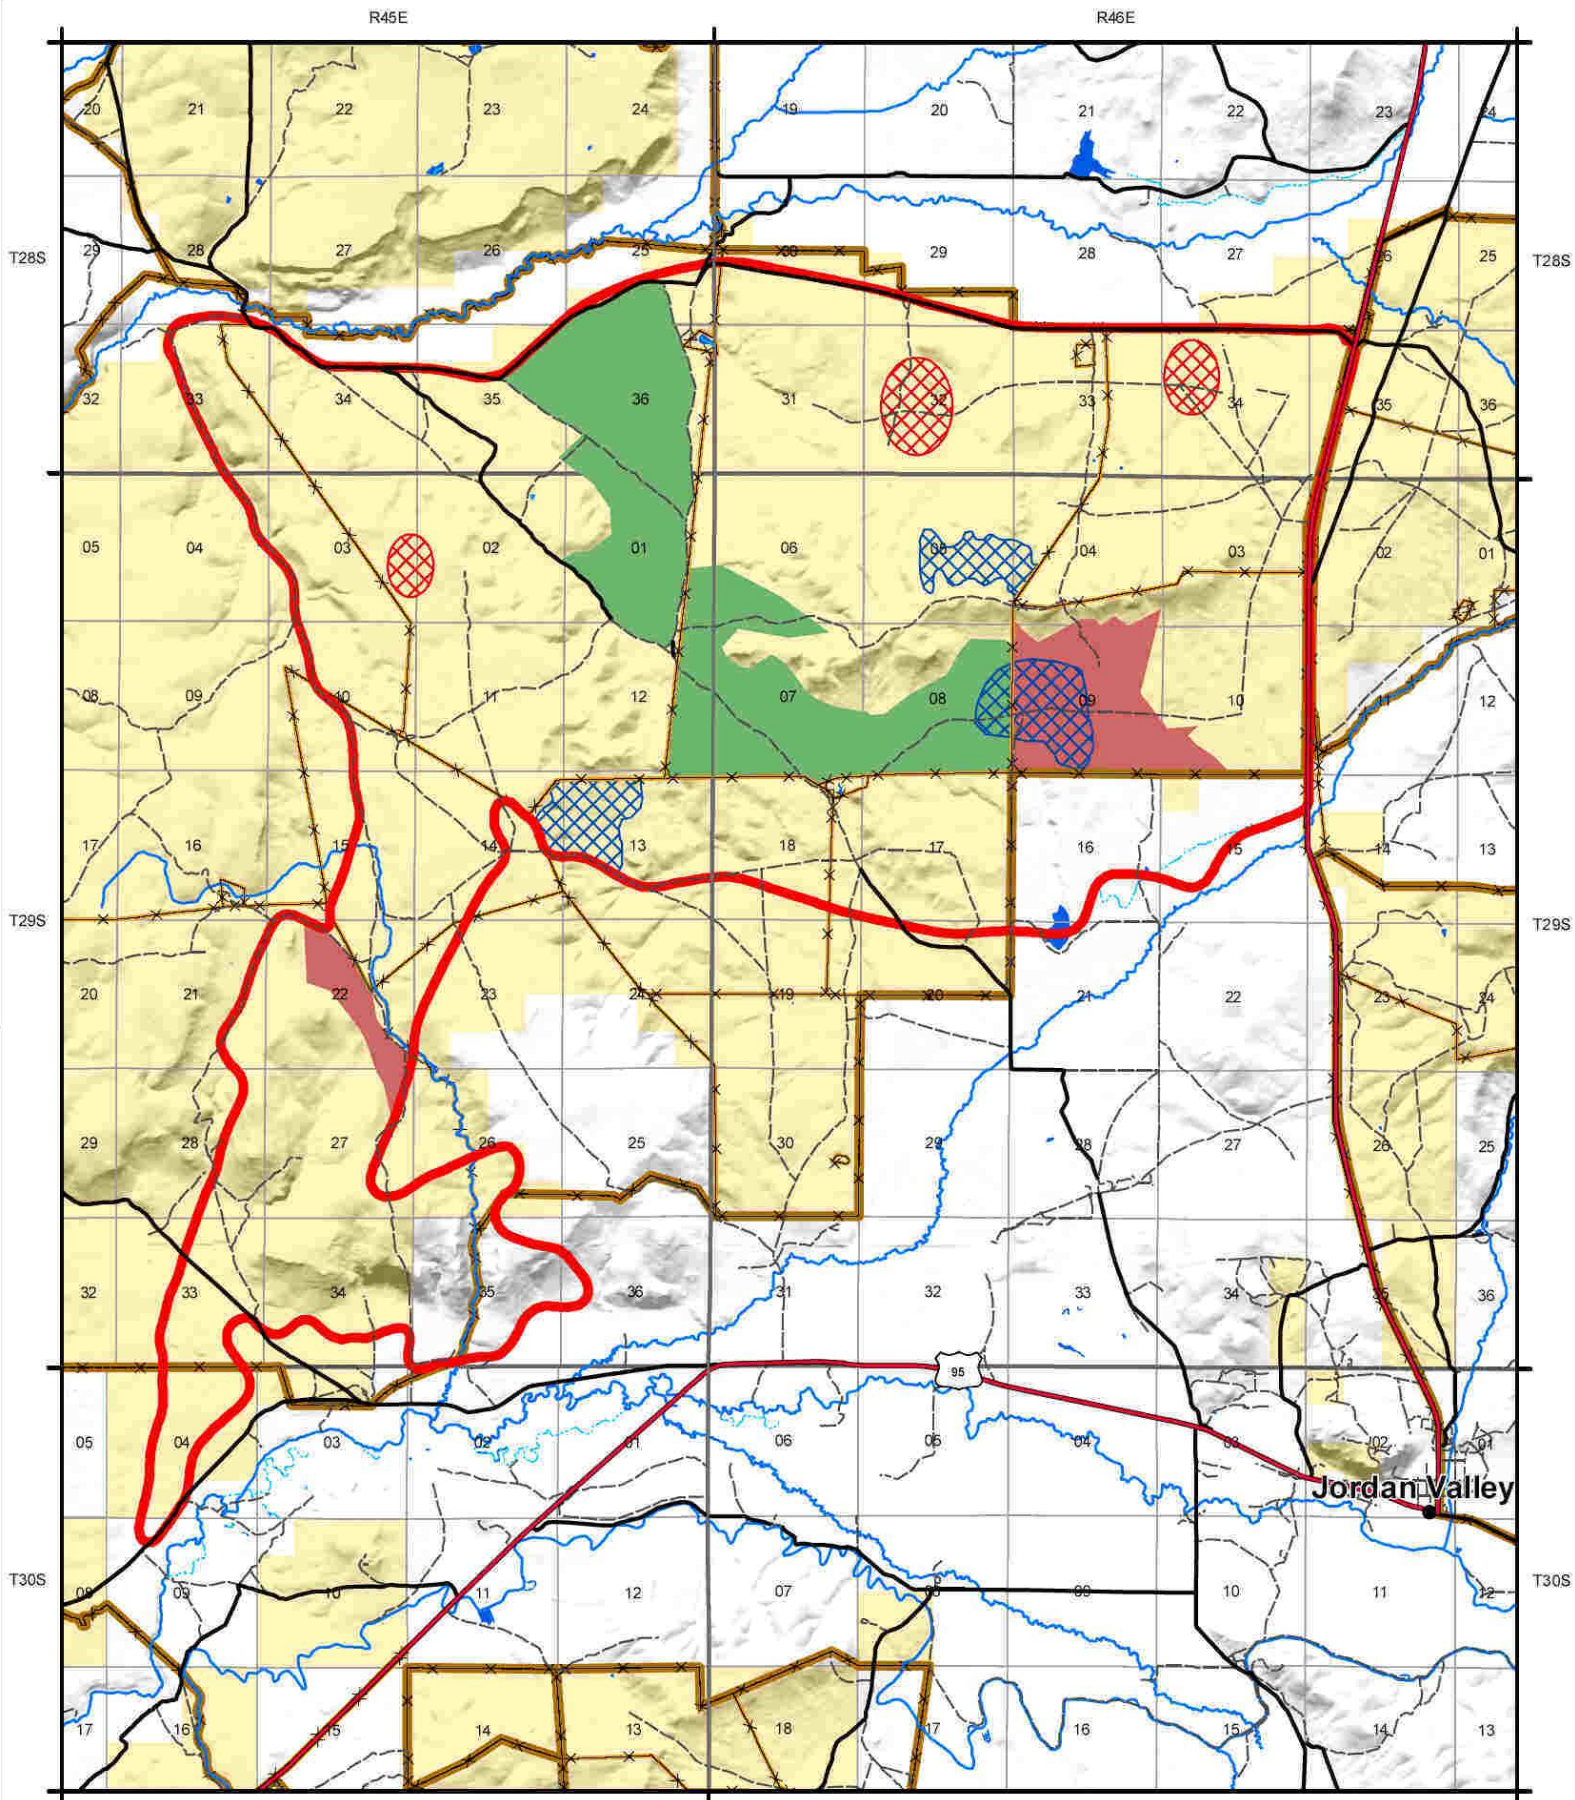 R45E R46E
20 21 22 23 24 19 20 21 22 23 24
T28S 29 28 27 26 25 30 29 28 27 26 25 T28S
32 33 34 35 36 31 32 33 34 35 36
05 04 03 02 01 06 05 04 03 02 01
08 09 10 11 12 07 08 09 10 11 12
17 16 15 14 13 18 17 16 15 14 13
T29S T29S
20 21 22 23 24 19 20 21 22 23 24
29 28 27 26 25 30 29 28 27 26 25
32 33 34 35 36 31 32 33 34 35 36
95
05 04 03 02 01 06 05 04 03 02 01
Jordan Valley
T30S 08 09 10 11 12 07 08 09 10 11 12 T30S
17 16 15 14 13 18 17 16 15 14 13